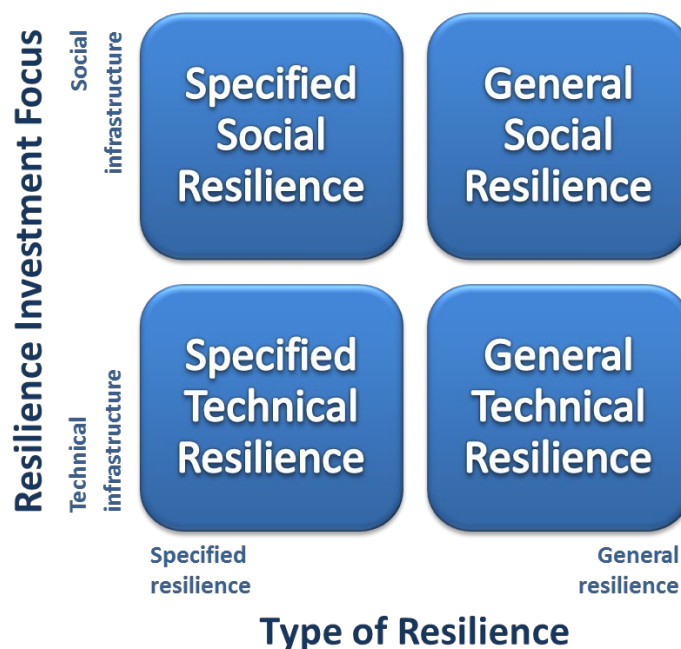 Resilience Investment Focus
Social
infrastructure
Technical
infrastructure
Specified
Social
Resilience
General
Social
Resilience
Specified
Technical
Resilience
General
Technical
Resilience
Specified
resilience
General
resilience
Type of Resilience